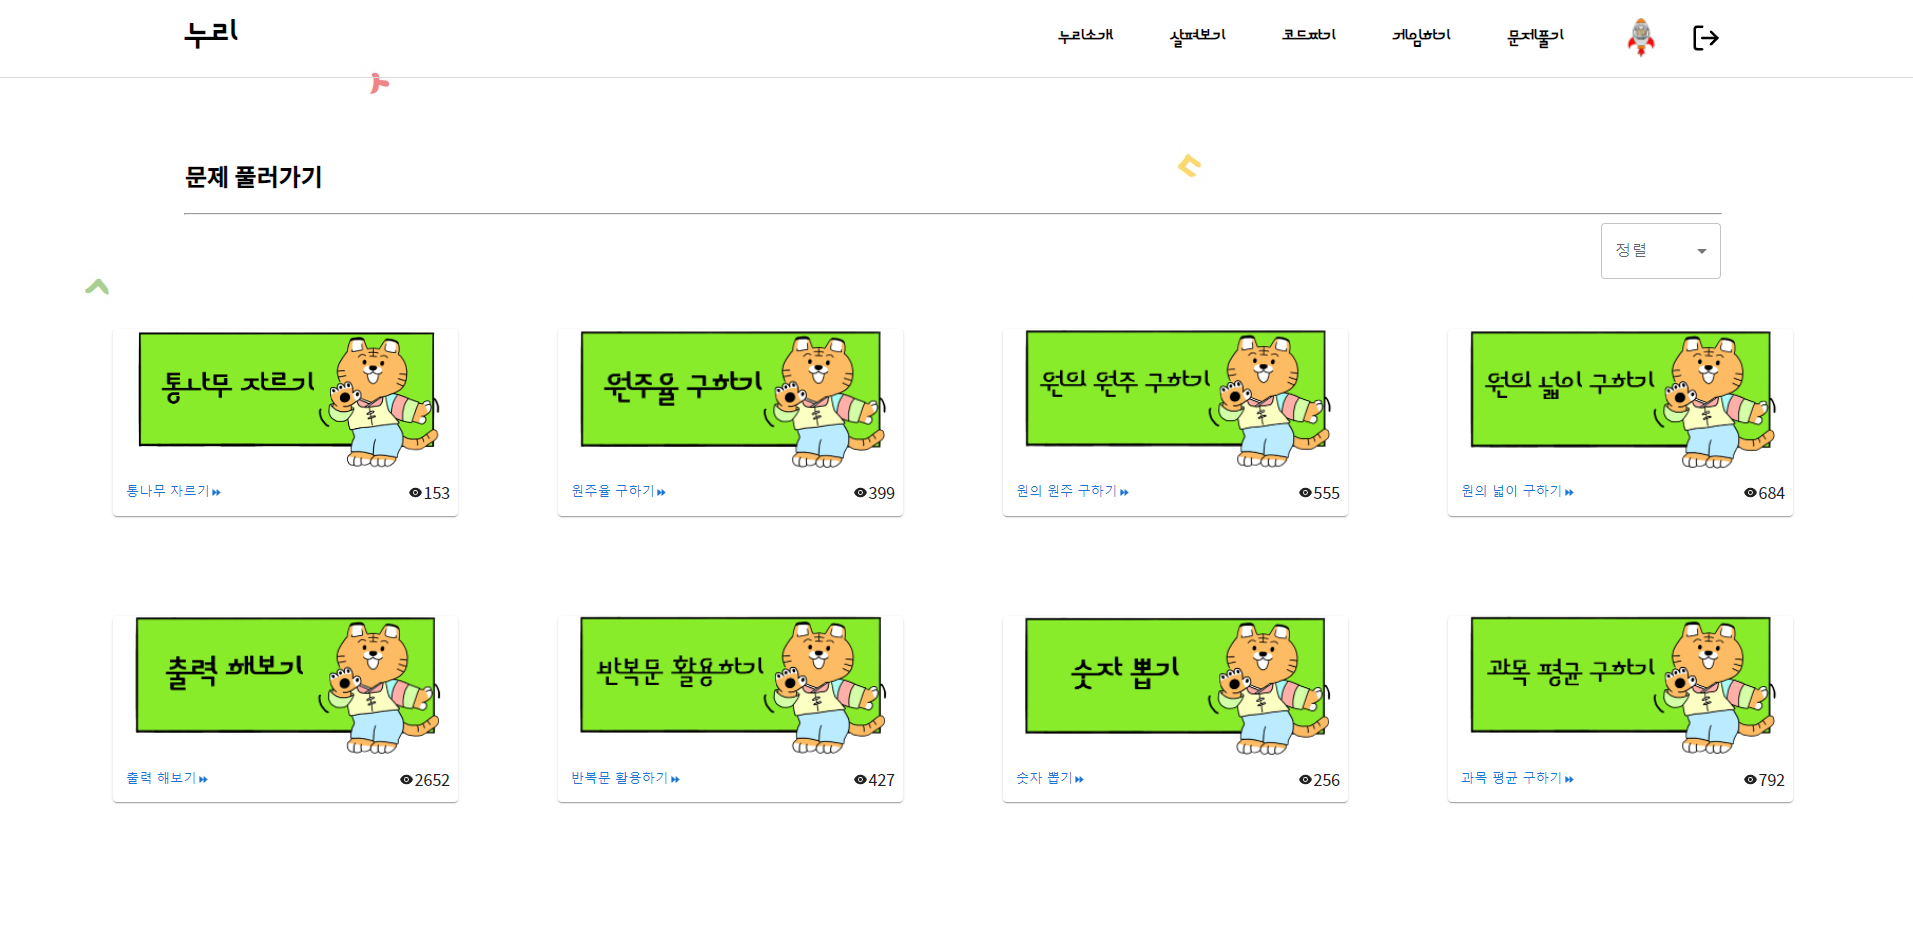 누리
누리소개 살펴보기 코드짜기 게임하기 문제풀기
문제 풀러가기
정렬
통나무 자르기
원주율 구하기
원의 원주 구하기
원의 넓이 구하기
통나무 자르기 153
원주율 구하기 399
원의 원주 구하기 555
원의 넓이 구하기 684
출력 해보기
반복문 활용하기
숫자 뽑기
과목 평균 구하기
출력 해보기 2652
반복문 활용하기 427
숫자 뽑기 256
과목 평균 구하기 792